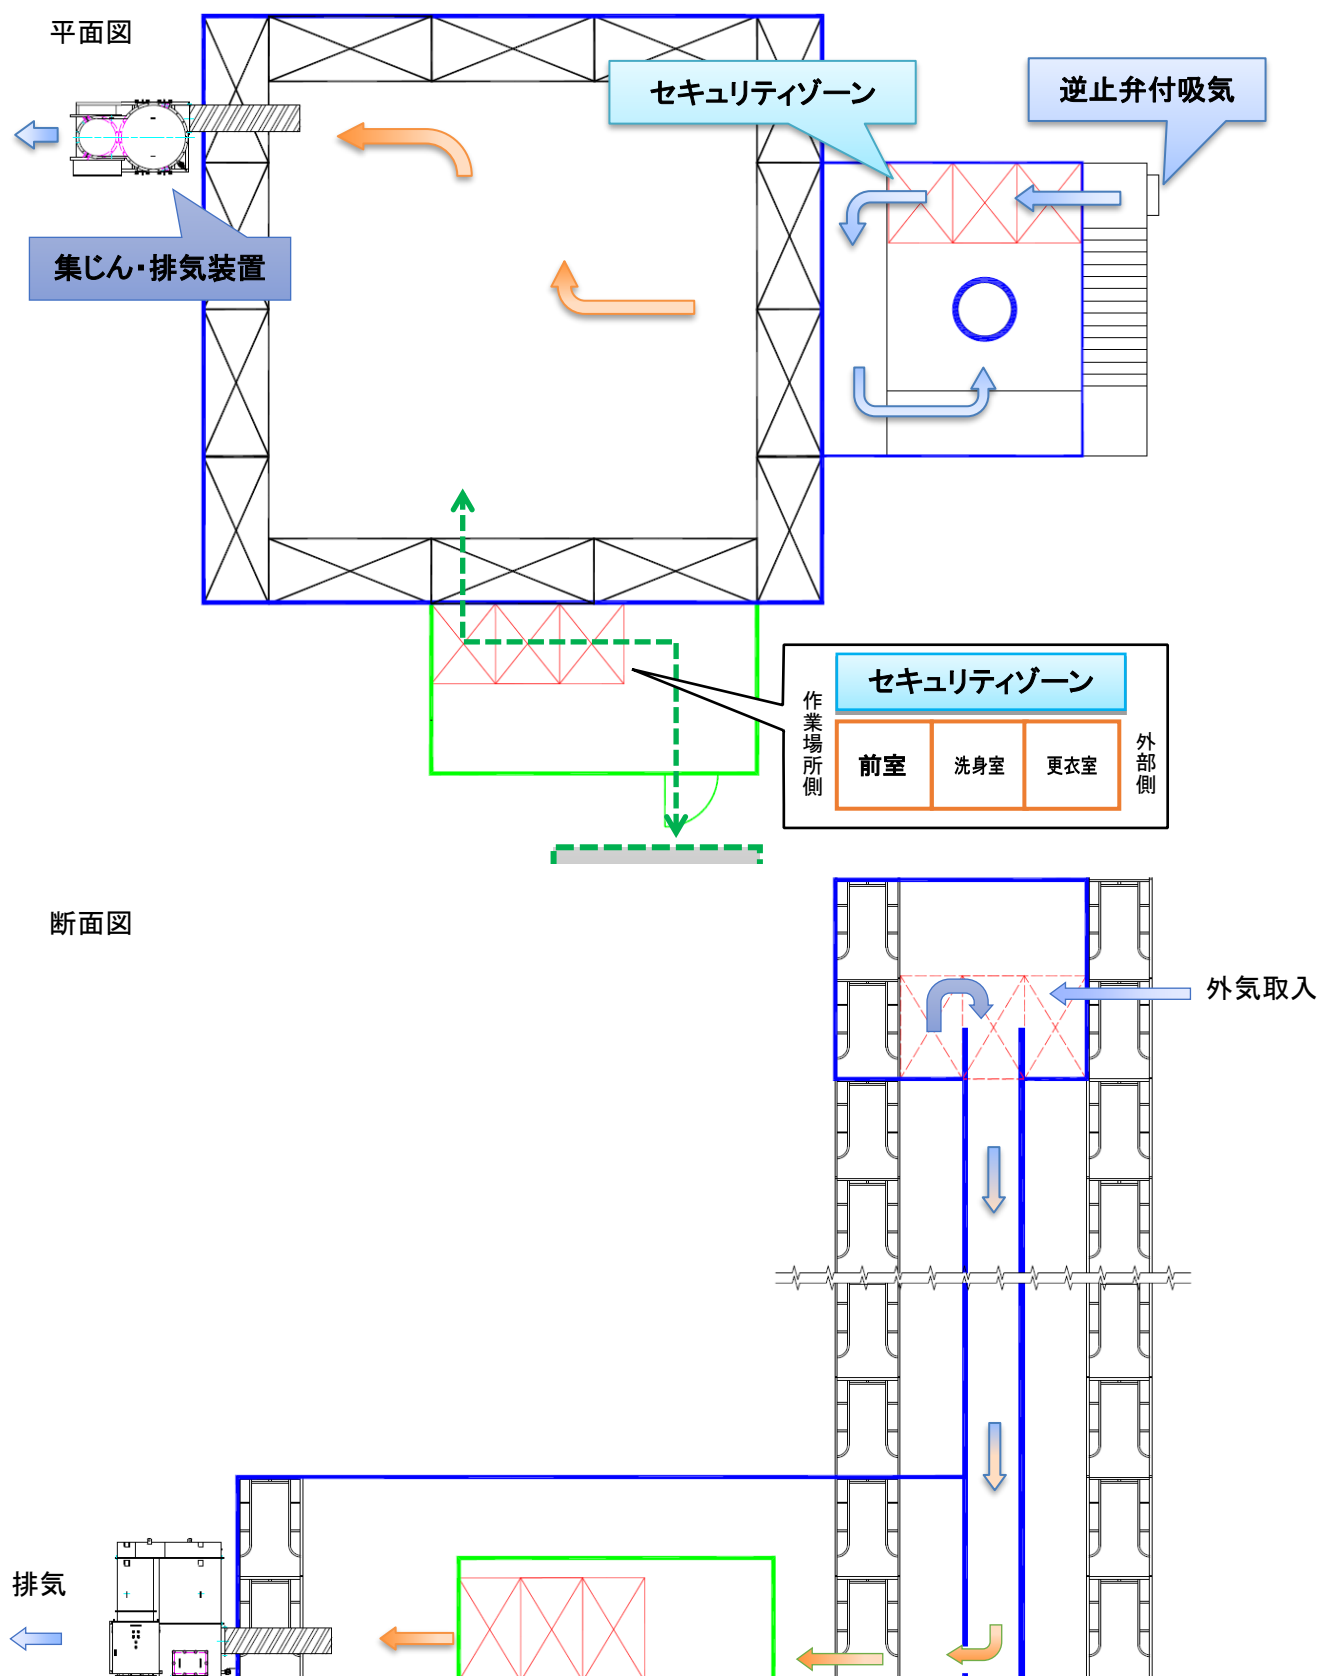 平面図
セキュリティゾーン
逆止弁付吸気
集じん・排気装置
セキュリティゾーン
作業場所側
前室
洗身室
更衣室
外部側
断面図
外気取入
排気